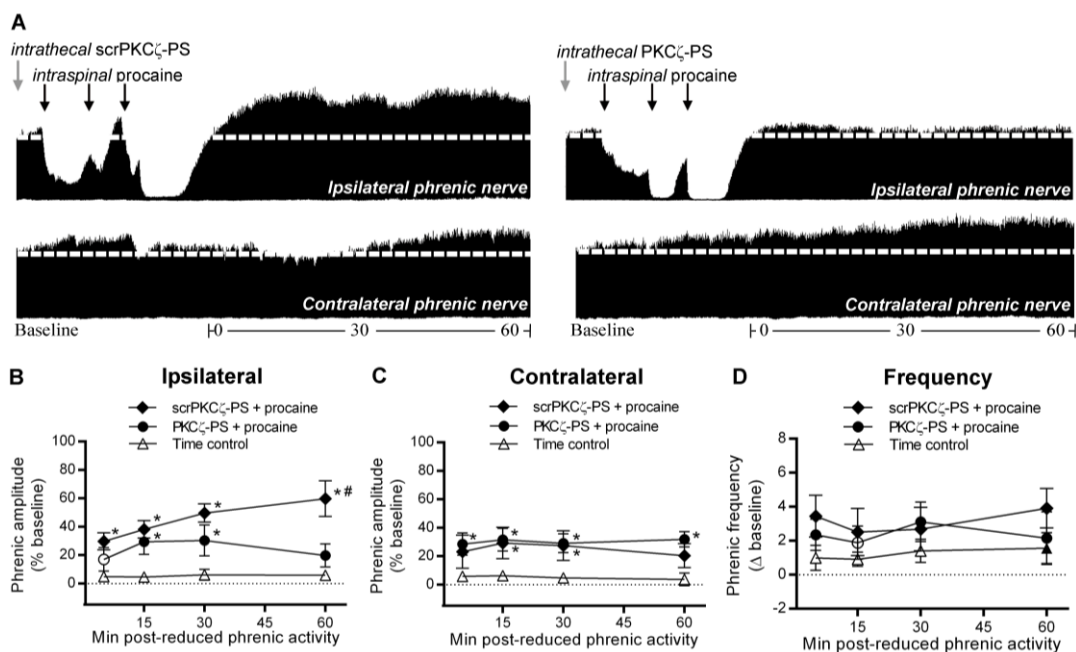 A
intrathecal scrPKCζ-PS
intraspinal procaine
Ipsilateral phrenic nerve
Contralateral phrenic nerve
Baseline 0 30 60
intrathecal PKCζ-PS
intraspinal procaine
Ipsilateral phrenic nerve
Contralateral phrenic nerve
Baseline 0 30 60
B Ipsilateral
scrPKCζ-PS + procaine
PKCζ-PS + procaine
Time control
Phrenic amplitude
(% baseline)
100
80
60
40
20
0
* * * *#
* *
15 30 45 60
Min post-reduced phrenic activity
C Contralateral
scrPKCζ-PS + procaine
PKCζ-PS + procaine
Time control
Phrenic amplitude
(% baseline)
100
80
60
40
20
0
* * * *
* *
15 30 45 60
Min post-reduced phrenic activity
D Frequency
scrPKCζ-PS + procaine
PKCζ-PS + procaine
Time control
Phrenic frequency
(Δ baseline)
8
6
4
2
0
-2
15 30 45 60
Min post-reduced phrenic activity